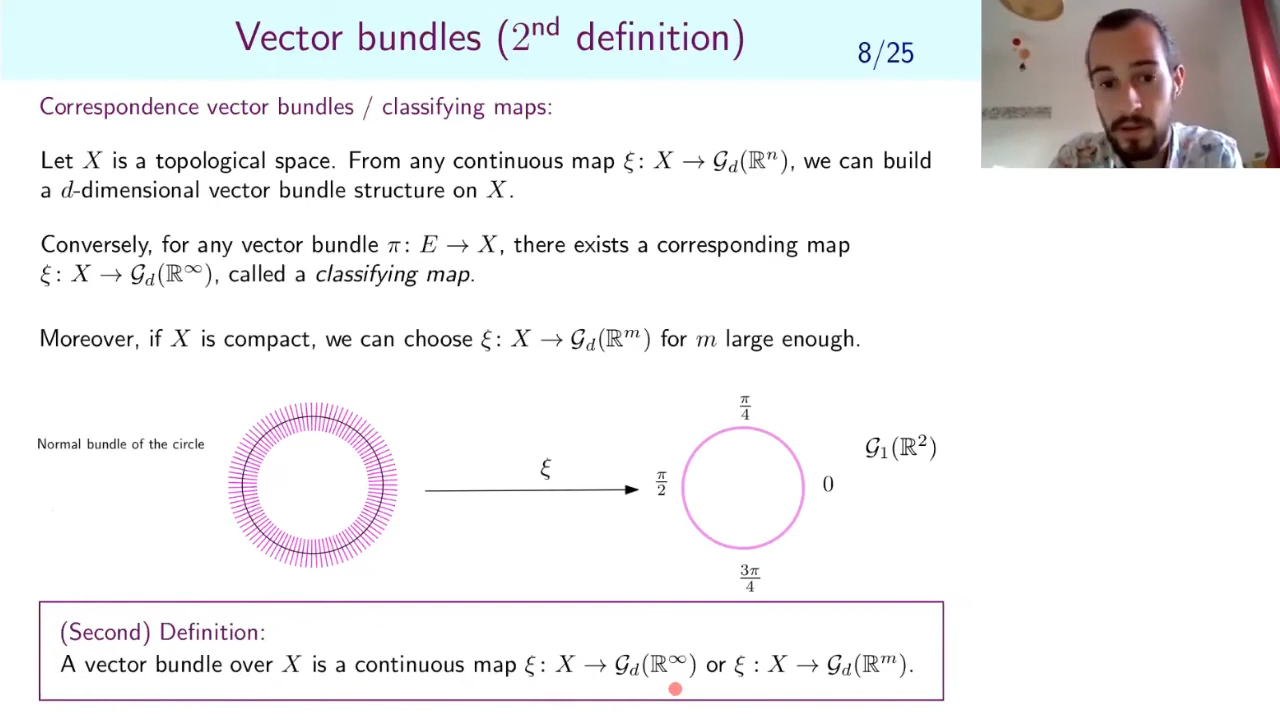 Vector bundles (2nd definition)
8/25
Correspondence vector bundles / classifying maps:
Let X is a topological space. From any continuous map ξ: X → 𝒢_d(ℝⁿ), we can build
a d-dimensional vector bundle structure on X.
Conversely, for any vector bundle π: E → X, there exists a corresponding map
ξ: X → 𝒢_d(ℝ^∞), called a classifying map.
Moreover, if X is compact, we can choose ξ: X → 𝒢_d(ℝ^m) for m large enough.
Normal bundle of the circle
ξ
π/4
π/2
0
3π/4
𝒢₁(ℝ²)
(Second) Definition:
A vector bundle over X is a continuous map ξ: X → 𝒢_d(ℝ^∞) or ξ : X → 𝒢_d(ℝ^m).